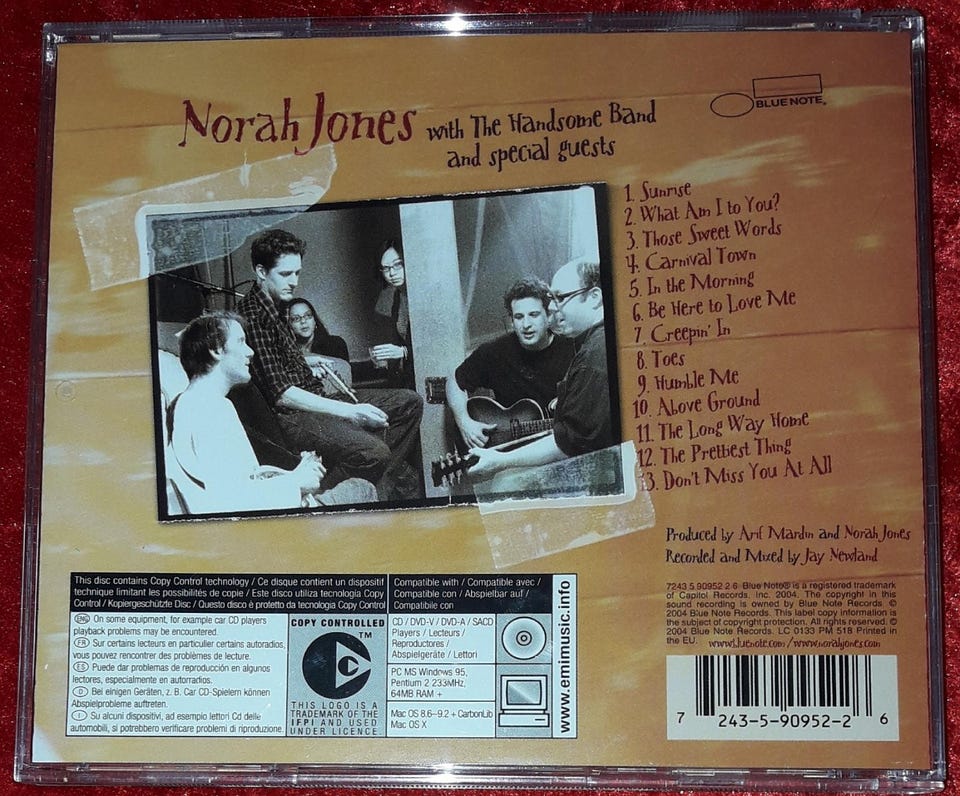 Norah Jones with The Handsome Band
and special guests
BLUE NOTE®
1. Sunrise
2. What Am I to You?
3. Those Sweet Words
4. Carnival Town
5. In the Morning
6. Be Here to Love Me
7. Creepin' In
8. Toes
9. Humble Me
10. Above Ground
11. The Long Way Home
12. The Prettiest Thing
13. Don't Miss You At All
Produced by Arif Mardin and Norah Jones
Recorded and Mixed by Jay Newland
7243 5 90952 2 6 Blue Note® is a registered trademark
of Capitol Records, Inc. 2004. The copyright in this
sound recording is owned by Blue Note Records. ©
2004 Blue Note Records. This label copy information is
the subject of copyright protection. All rights reserved. ©
2004 Blue Note Records. LC 0133 PM 518 Printed in
the EU. www.bluenote.com/www.norahjones.com
7 243-5-90952-2 6
This disc contains Copy Control technology / Ce disque contient un dispositif
technique limitant les possibilités de copie / Este disco utiliza tecnologia Copy
Control / Kopiergeschützte Disc / Questo disco è protetto da tecnologia Copy Control
EN On some equipment, for example car CD players
playback problems may be encountered.
FR Sur certains lecteurs en particulier certains autoradios,
vous pouvez rencontrer des problèmes de lecture.
ES Puede dar problemas de reproducción en algunos
lectores, especialmente en autorradios.
D Bei einigen Geräten, z. B. Car CD-Spielern können
Abspielprobleme auftreten.
I Su alcuni dispositivi, ad esempio lettori Cd delle
automobili, si potrebbero verificare problemi di riproduzione.
COPY CONTROLLED
TM
C
THIS LOGO IS A
TRADEMARK OF THE
IFPI AND USED
UNDER LICENCE
Compatible with / Compatible avec /
Compatible con / Abspielbar auf /
Compatibile con
CD / DVD-V / DVD-A / SACD
Players / Lecteurs /
Reproductores /
Abspielgeräte / Lettori
PC MS Windows 95,
Pentium 2 233MHz,
64MB RAM +
Mac OS 8.6–9.2 + CarbonLib
Mac OS X
www.emimusic.info